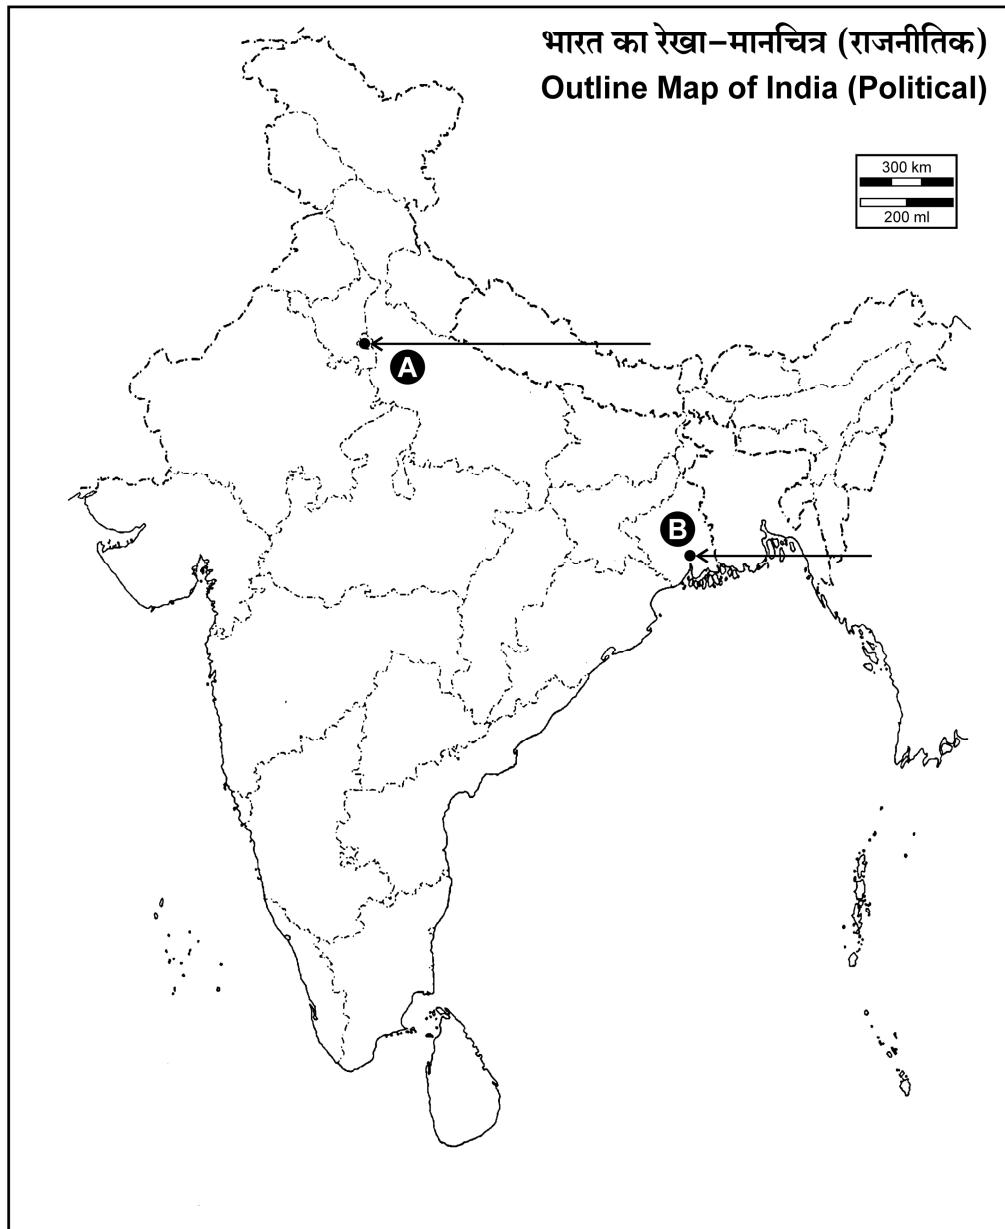 भारत का रेखा–मानचित्र (राजनीतिक)
Outline Map of India (Political)
300 km
200 ml
A
B